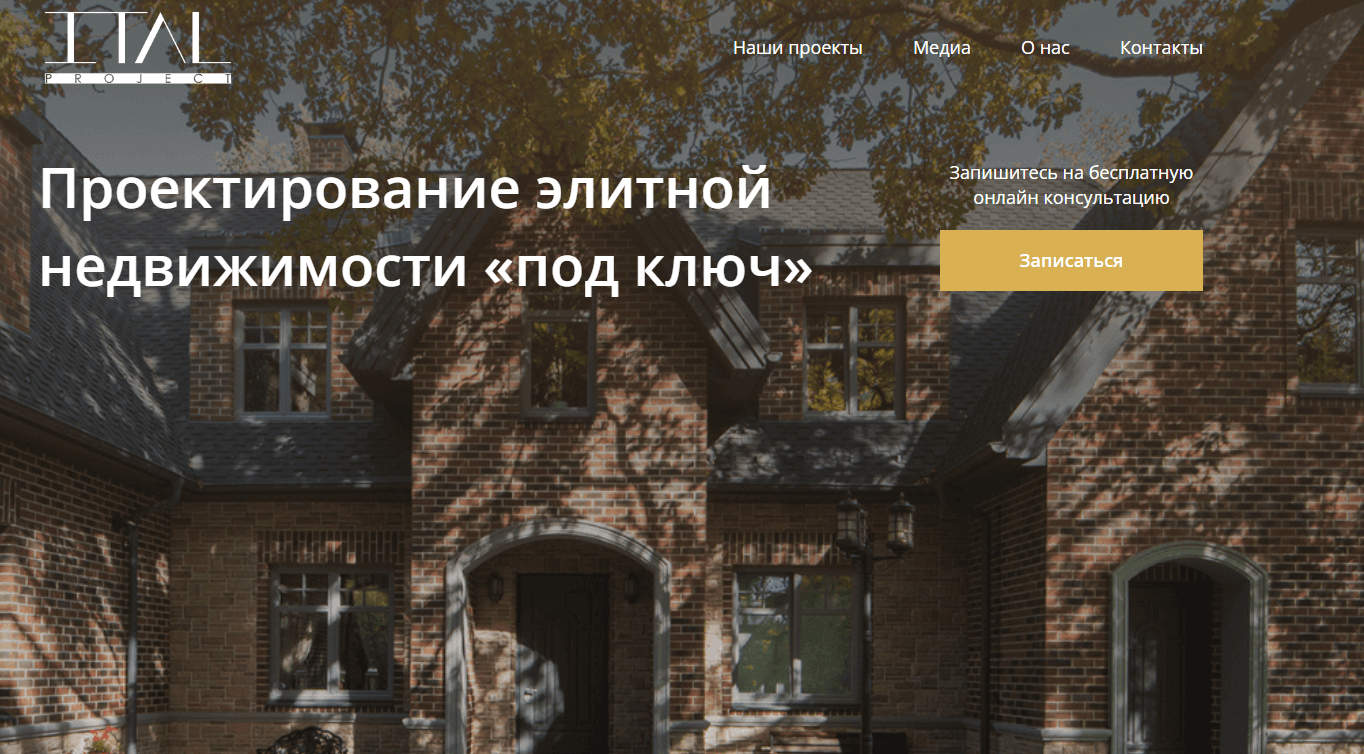 ITAL
PROJECT
Наши проекты Медиа О нас Контакты
Проектирование элитной
недвижимости «под ключ»
Запишитесь на бесплатную
онлайн консультацию
Записаться